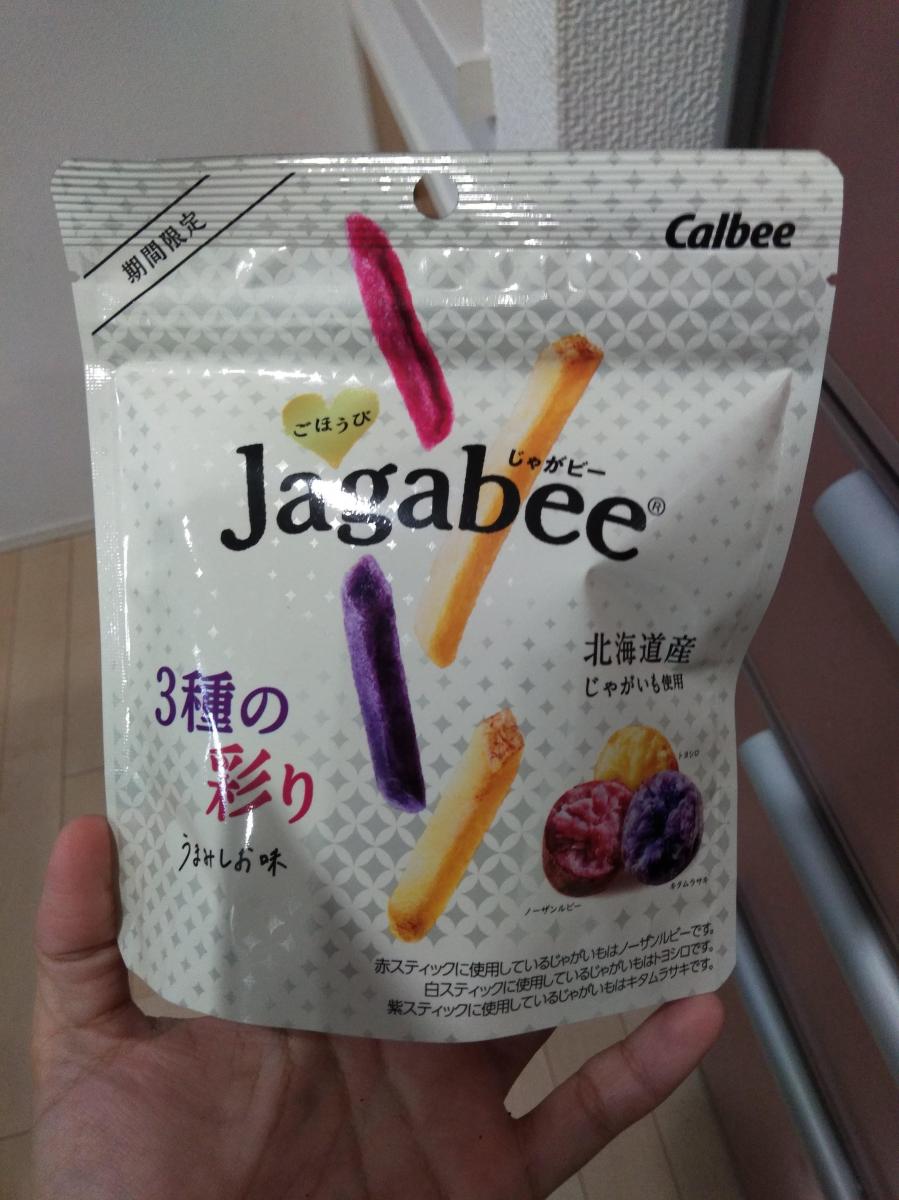 期間限定
Calbee
ごほうび
じゃがビー
Jagabee®
北海道産
じゃがいも使用
3種の
彩り
うまみしお味
トヨシロ
キタムラサキ
ノーザンルビー
赤スティックに使用しているじゃがいもはノーザンルビーです。
白スティックに使用しているじゃがいもはトヨシロです。
紫スティックに使用しているじゃがいもはキタムラサキです。